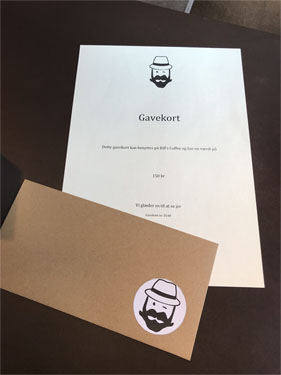 Gavekort
Dette gavekort kan benyttes på Bill's Coffee og har en værdi på
150 kr
Vi glæder os til at se jer